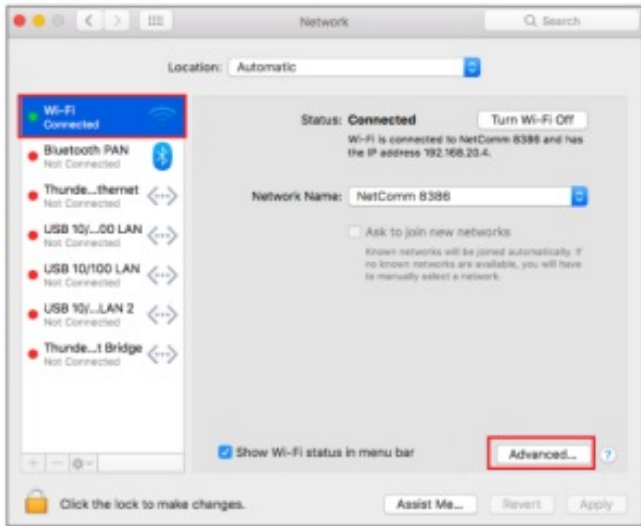 Network
Search
Location: Automatic
Wi-Fi
Connected
Bluetooth PAN
Not Connected
Thunde...thernet
Not Connected
USB 10/...00 LAN
Not Connected
USB 10/100 LAN
Not Connected
USB 10/...LAN 2
Not Connected
Thunde...t Bridge
Not Connected
Status: Connected
Turn Wi-Fi Off
Wi-Fi is connected to NetComm 8386 and has
the IP address 192.168.20.4.
Network Name: NetComm 8386
Ask to join new networks
Known networks will be joined automatically. If
no known networks are available, you will have
to manually select a network.
Show Wi-Fi status in menu bar
Advanced...
?
Click the lock to make changes.
Assist Me...
Revert
Apply